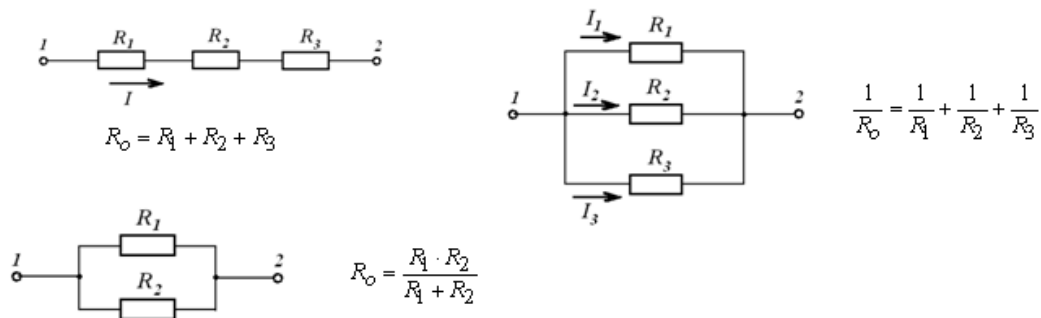 1 R₁ R₂ R₃ 2
I
Rₒ = R₁ + R₂ + R₃
I₁ R₁
1 I₂ R₂ 2
I₃ R₃
1/Rₒ = 1/R₁ + 1/R₂ + 1/R₃
1 R₁ 2
R₂
Rₒ = (R₁ · R₂)/(R₁ + R₂)